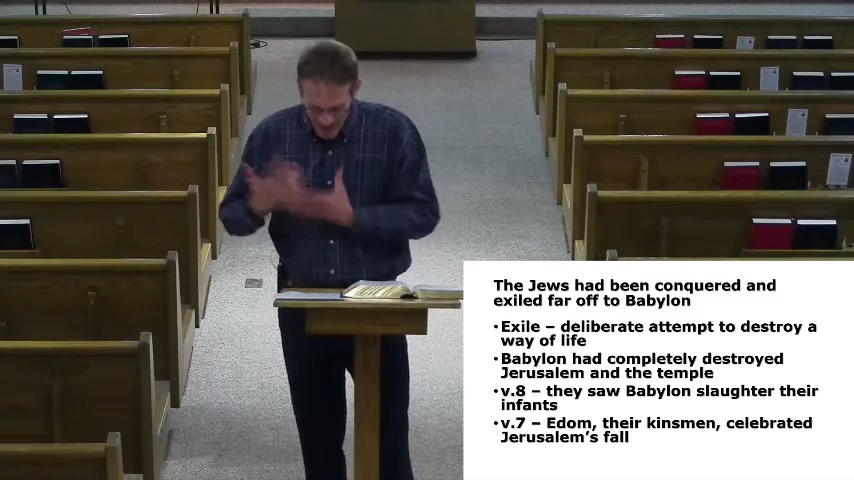 The Jews had been conquered and
exiled far off to Babylon
•Exile – deliberate attempt to destroy a
way of life
•Babylon had completely destroyed
Jerusalem and the temple
•v.8 – they saw Babylon slaughter their
infants
•v.7 – Edom, their kinsmen, celebrated
Jerusalem's fall